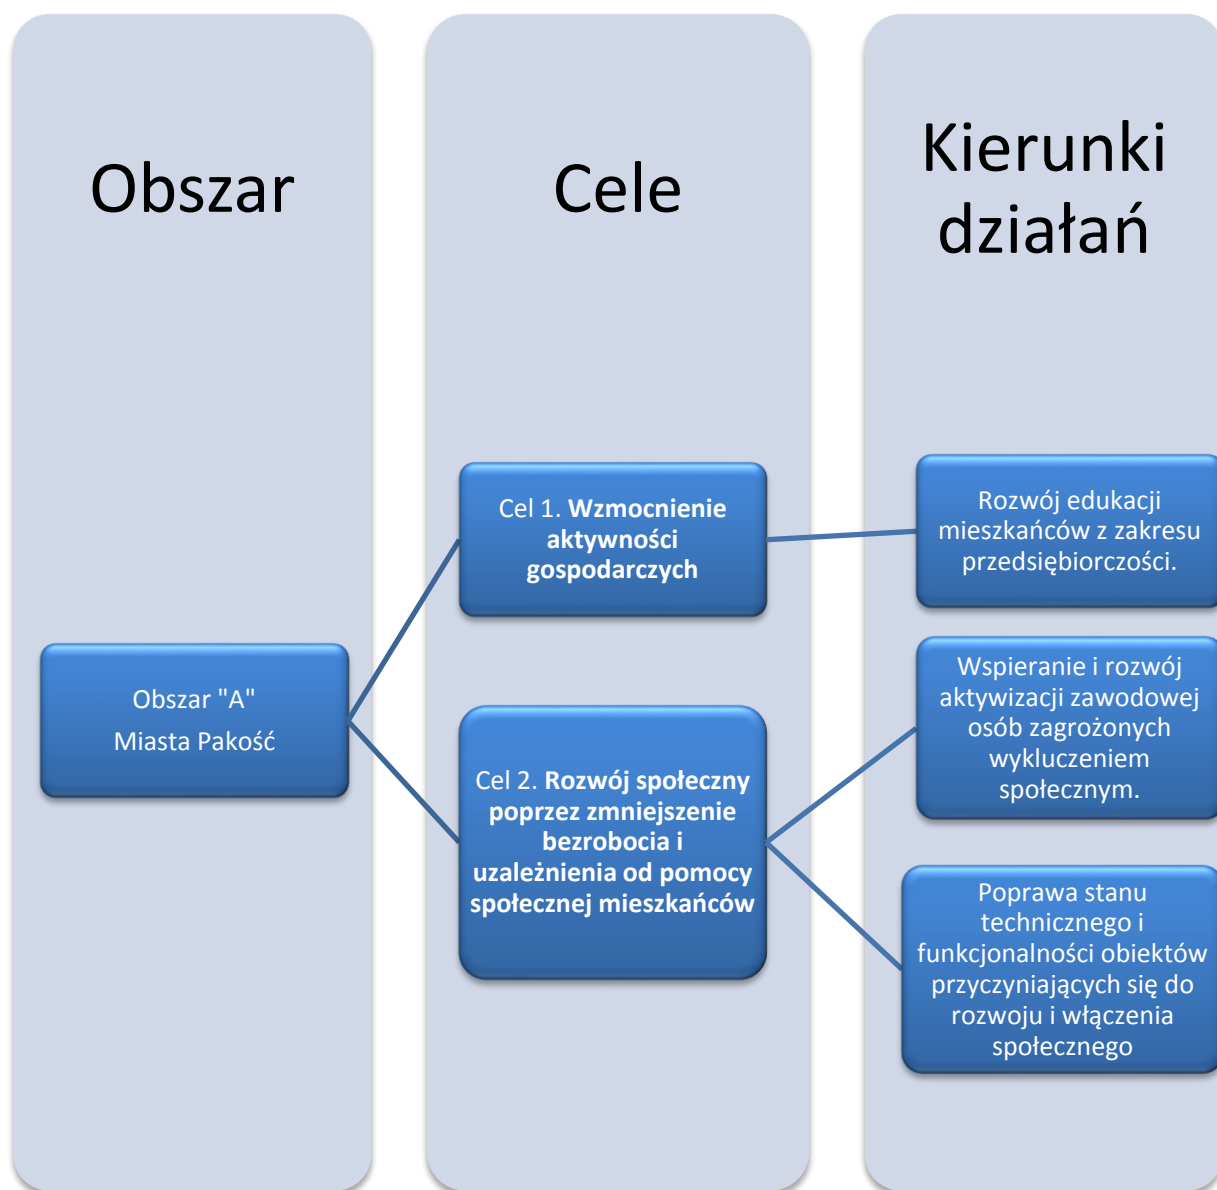 Obszar
Cele
Kierunki
działań
Obszar "A"
Miasta Pakość
Cel 1. Wzmocnienie
aktywności
gospodarczych
Cel 2. Rozwój społeczny
poprzez zmniejszenie
bezrobocia i
uzależnienia od pomocy
społecznej mieszkańców
Rozwój edukacji
mieszkańców z zakresu
przedsiębiorczości.
Wspieranie i rozwój
aktywizacji zawodowej
osób zagrożonych
wykluczeniem
społecznym.
Poprawa stanu
technicznego i
funkcjonalności obiektów
przyczyniających się do
rozwoju i włączenia
społecznego